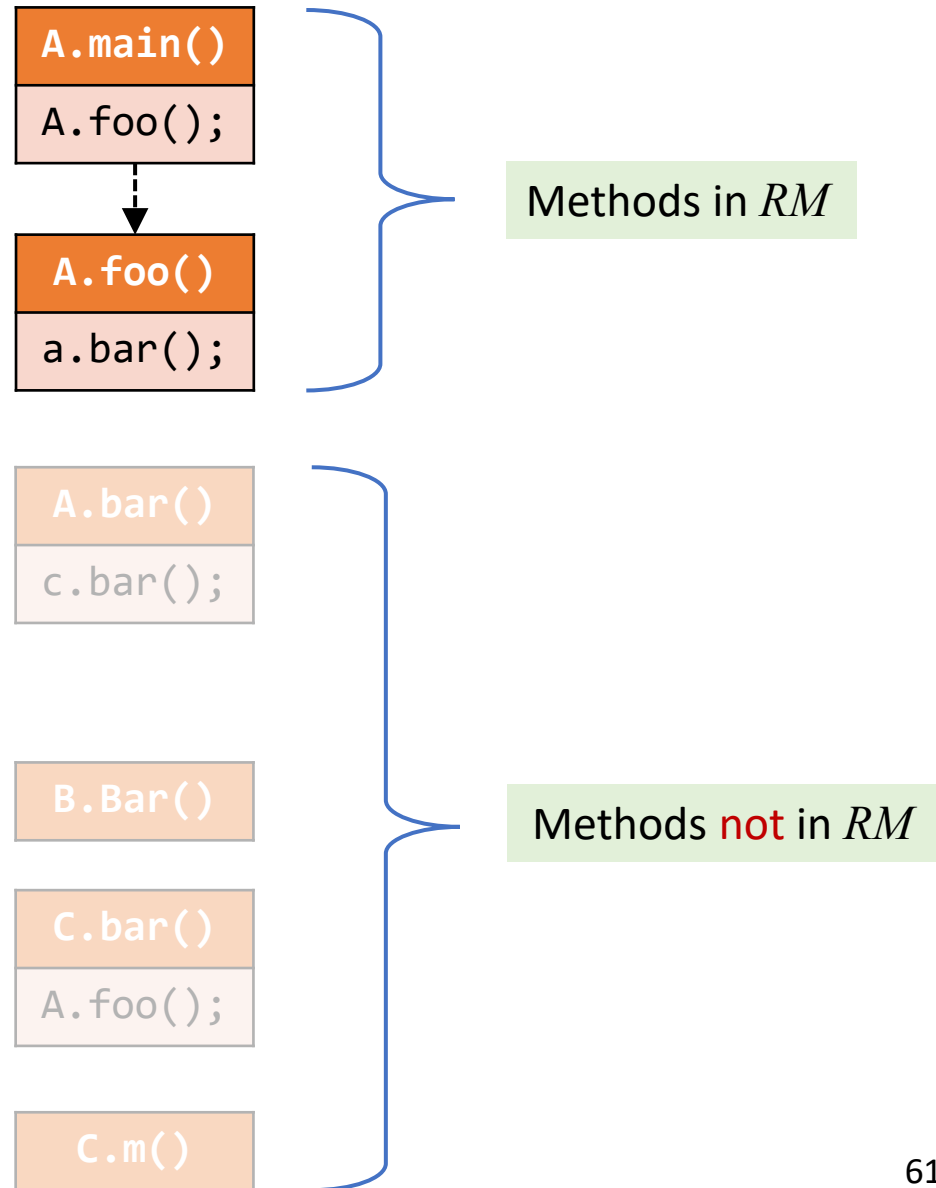 A.main()
A.foo();
Methods in RM
A.foo()
a.bar();
A.bar()
c.bar();
B.Bar()
Methods not in RM
C.bar()
A.foo();
C.m()
61